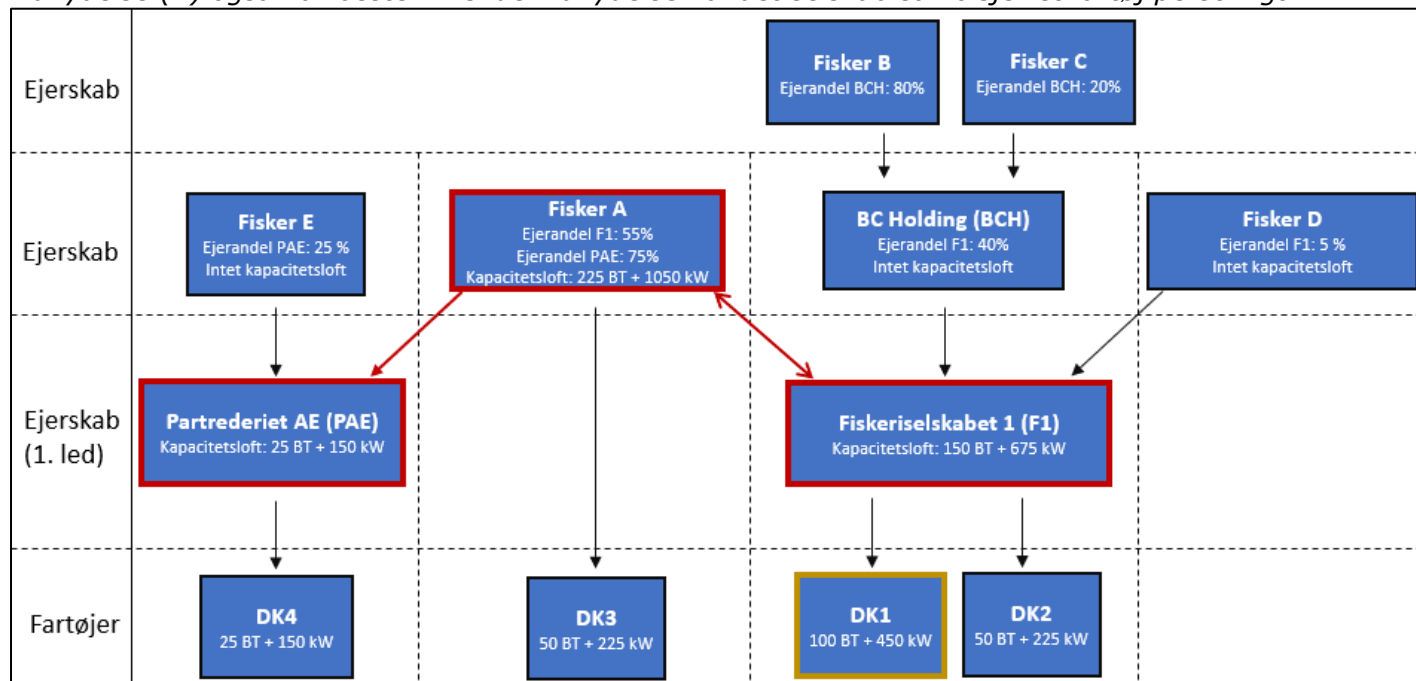 Ejerskab
Fisker B
Ejerandel BCH: 80%
Fisker C
Ejerandel BCH: 20%
Ejerskab
Fisker E
Ejerandel PAE: 25 %
Intet kapacitetsloft
Fisker A
Ejerandel F1: 55%
Ejerandel PAE: 75%
Kapacitetsloft: 225 BT + 1050 kW
BC Holding (BCH)
Ejerandel F1: 40%
Intet kapacitetsloft
Fisker D
Ejerandel F1: 5 %
Intet kapacitetsloft
Ejerskab
(1. led)
Partrederiet AE (PAE)
Kapacitetsloft: 25 BT + 150 kW
Fiskeriselskabet 1 (F1)
Kapacitetsloft: 150 BT + 675 kW
Fartøjer
DK4
25 BT + 150 kW
DK3
50 BT + 225 kW
DK1
100 BT + 450 kW
DK2
50 BT + 225 kW